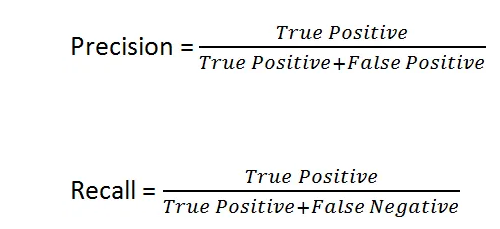 Precision = True Positive / True Positive+False Positive
Recall = True Positive / True Positive+False Negative